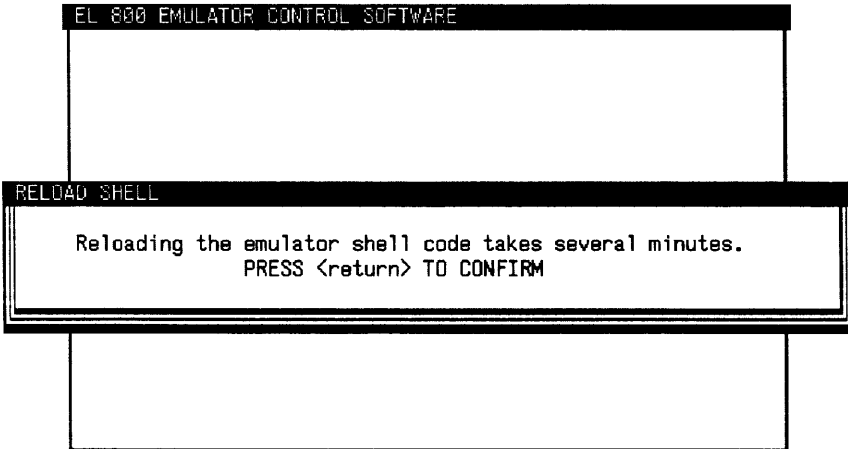 EL 800 EMULATOR CONTROL SOFTWARE
RELOAD SHELL
Reloading the emulator shell code takes several minutes.
PRESS <return> TO CONFIRM